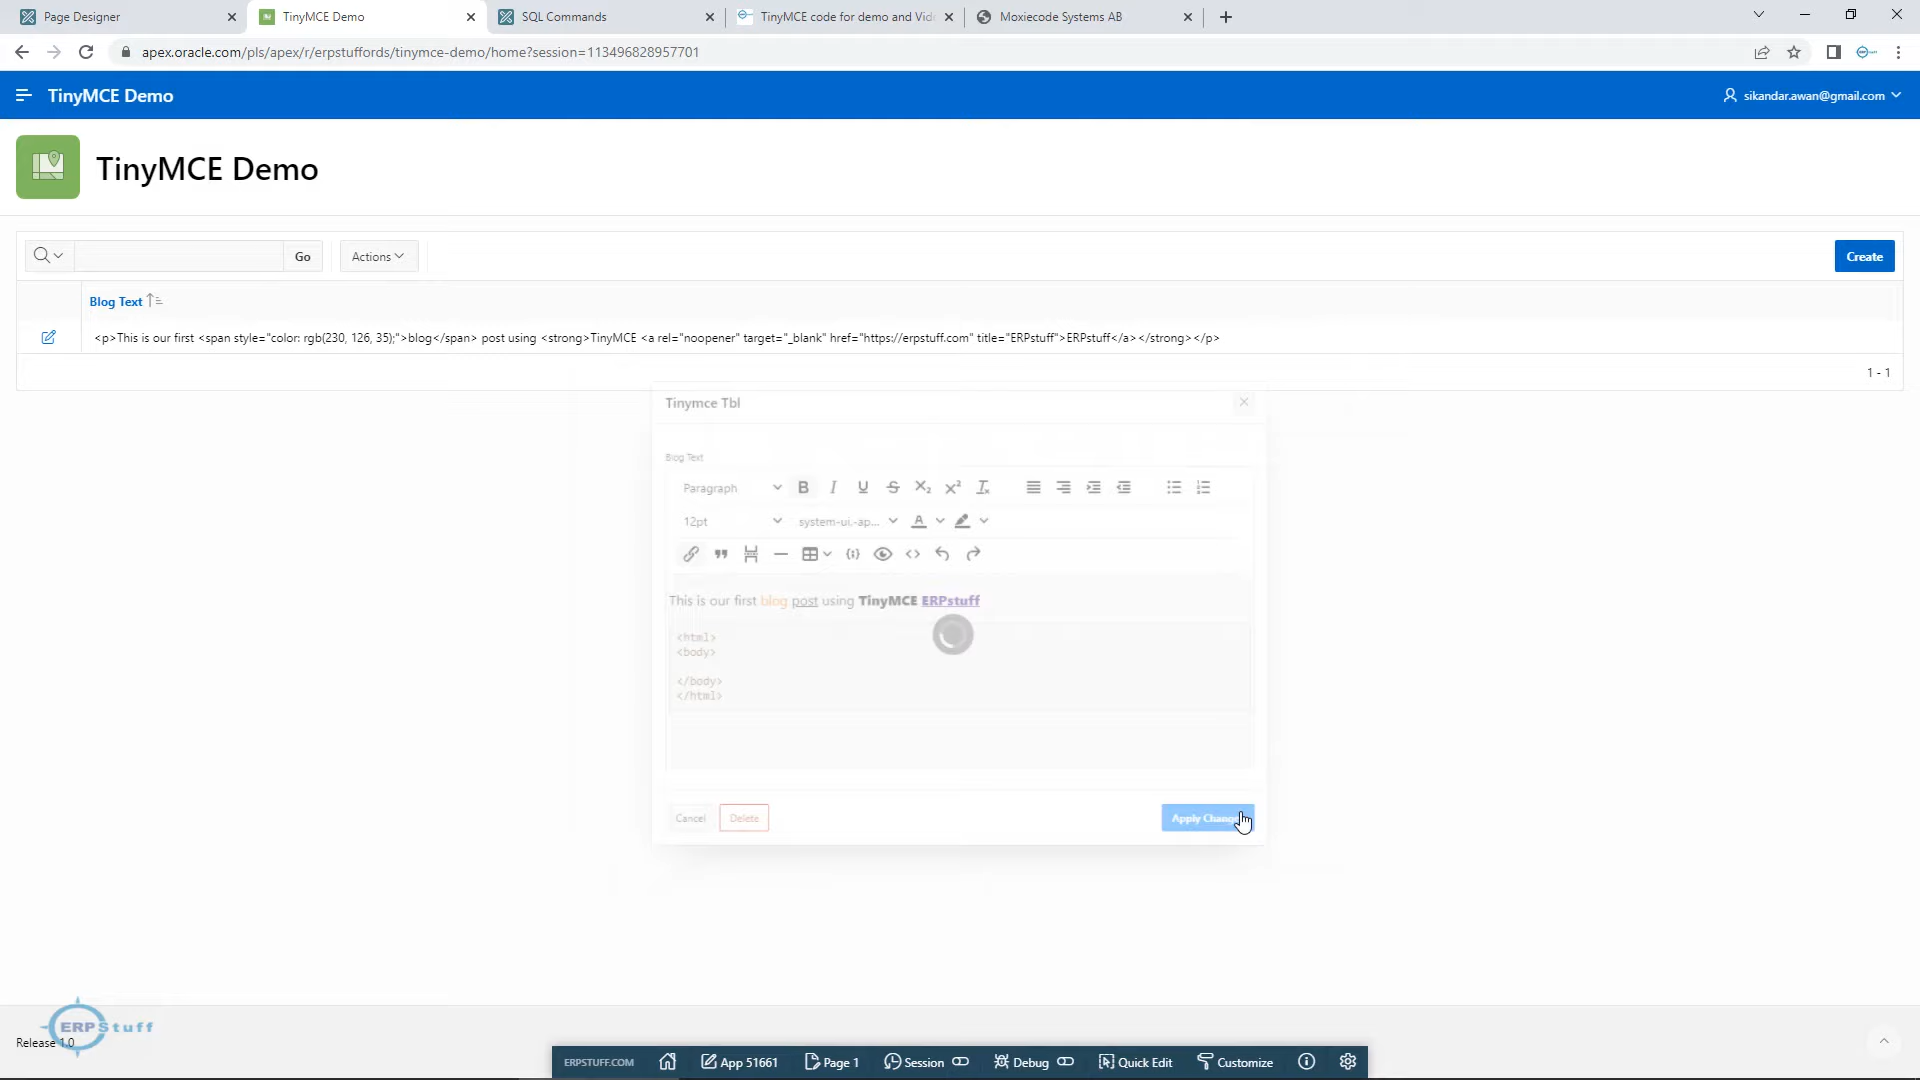 Page Designer
TinyMCE Demo
SQL Commands
TinyMCE code for demo and Vid
Moxiecode Systems AB
apex.oracle.com/pls/apex/r/erpstuffords/tinymce-demo/home?session=113496828957701
TinyMCE Demo
sikandar.awan@gmail.com
TinyMCE Demo
Go
Actions
Create
Blog Text
<p>This is our first <span style="color: rgb(230, 126, 35);">blog</span> post using <strong>TinyMCE <a rel="noopener" target="_blank" href="https://erpstuff.com" title="ERPstuff">ERPstuff</a></strong></p>
1 - 1
Tinymce Tbl
Blog Text
Paragraph
12pt
system-ui,-ap...
This is our first blog post using TinyMCE ERPstuff
<html>
<body>
</body>
</html>
Cancel
Delete
Apply Chang
ERPStuff
Release 1.0
ERPSTUFF.COM
App 51661
Page 1
Session
Debug
Quick Edit
Customize